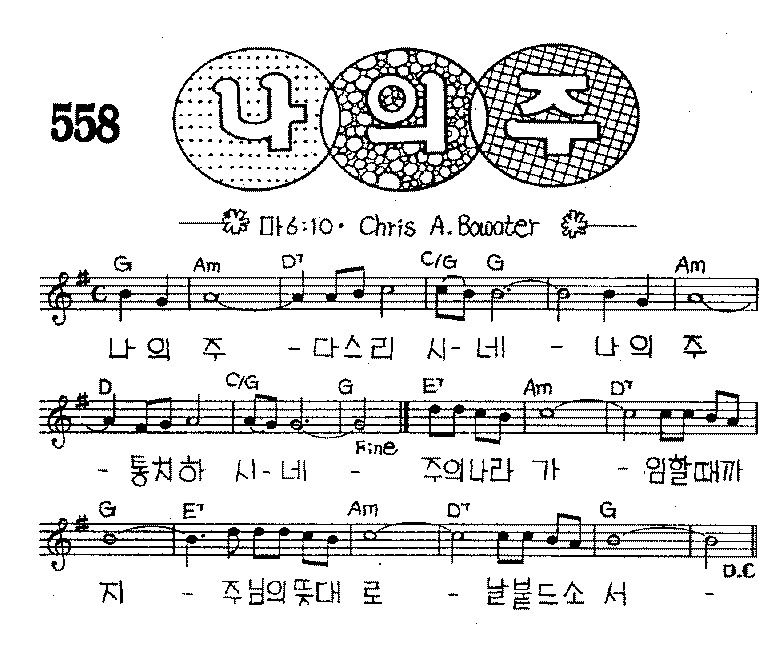 558
나의주
마6:10 · Chris A. Bowater
G Am D7 C/G G Am
나의 주 - 다스리 시-네 - 나의 주
D C/G G E7 Am D7
Fine
- 통치하 시-네 - 주의나라 가 - 임할때까
G E7 Am D7 G
D.C
지 - 주님의뜻대 로 - 날붙드소 서 -